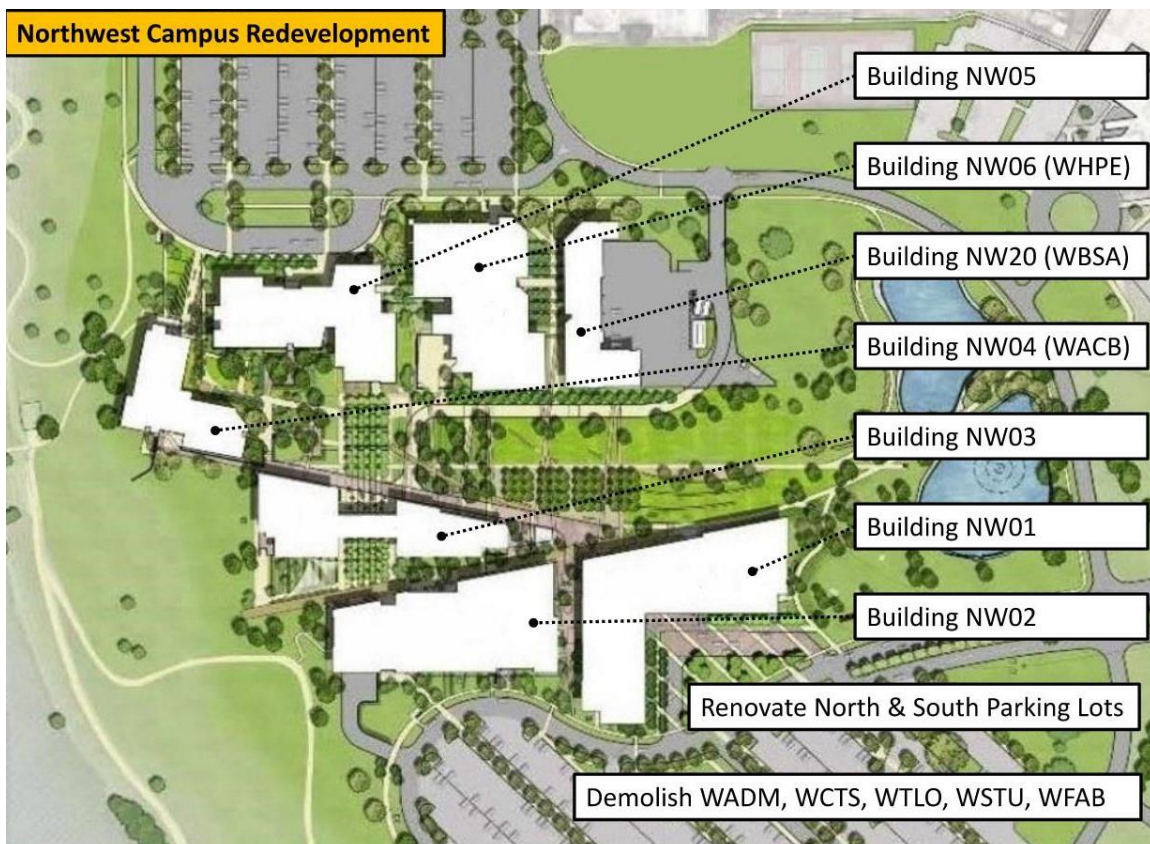 Northwest Campus Redevelopment
Building NW05
Building NW06 (WHPE)
Building NW20 (WBSA)
Building NW04 (WACB)
Building NW03
Building NW01
Building NW02
Renovate North & South Parking Lots
Demolish WADM, WCTS, WTLO, WSTU, WFAB